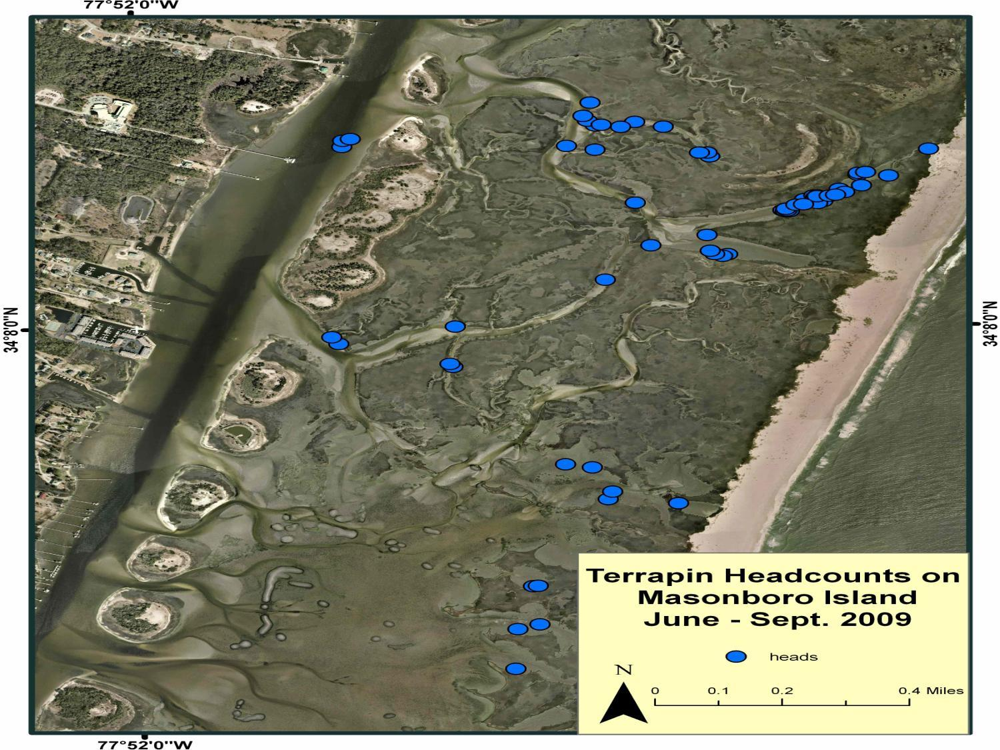 77°52'0"W
34°8'0"N
34°8'0"N
Terrapin Headcounts on
Masonboro Island
June - Sept. 2009
heads
N
0 0.1 0.2 0.4 Miles
77°52'0"W